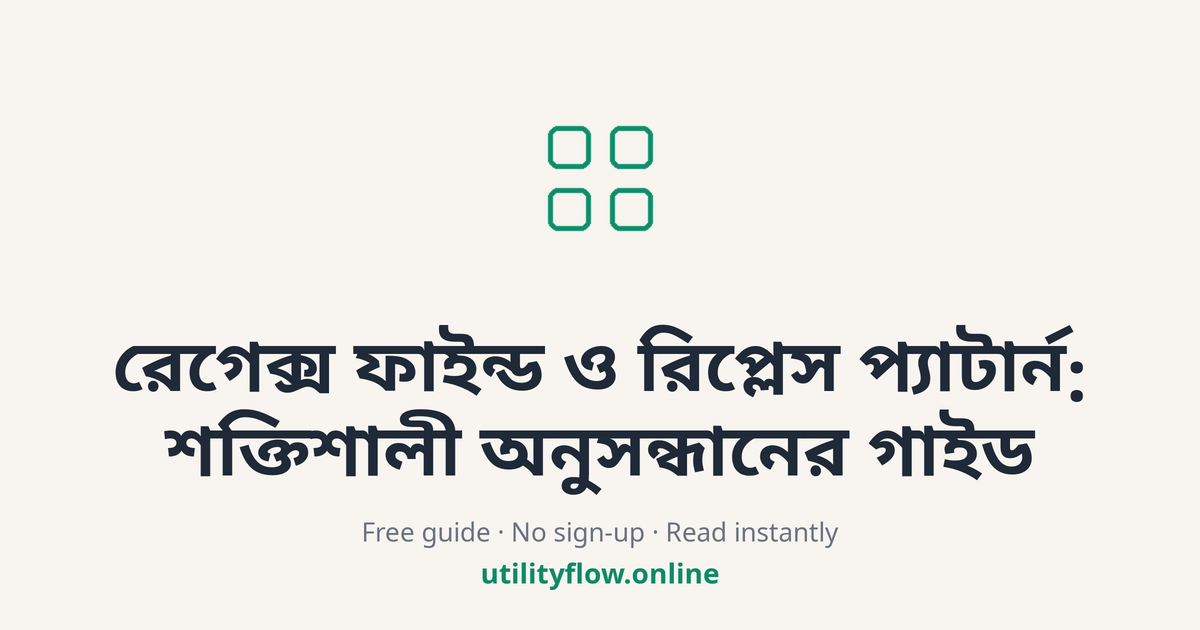 রেগেক্স ফাইন্ড ও রিপ্লেস প্যাটার্ন:
শক্তিশালী অনুসন্ধানের গাইড
Free guide · No sign-up · Read instantly
utilityflow.online